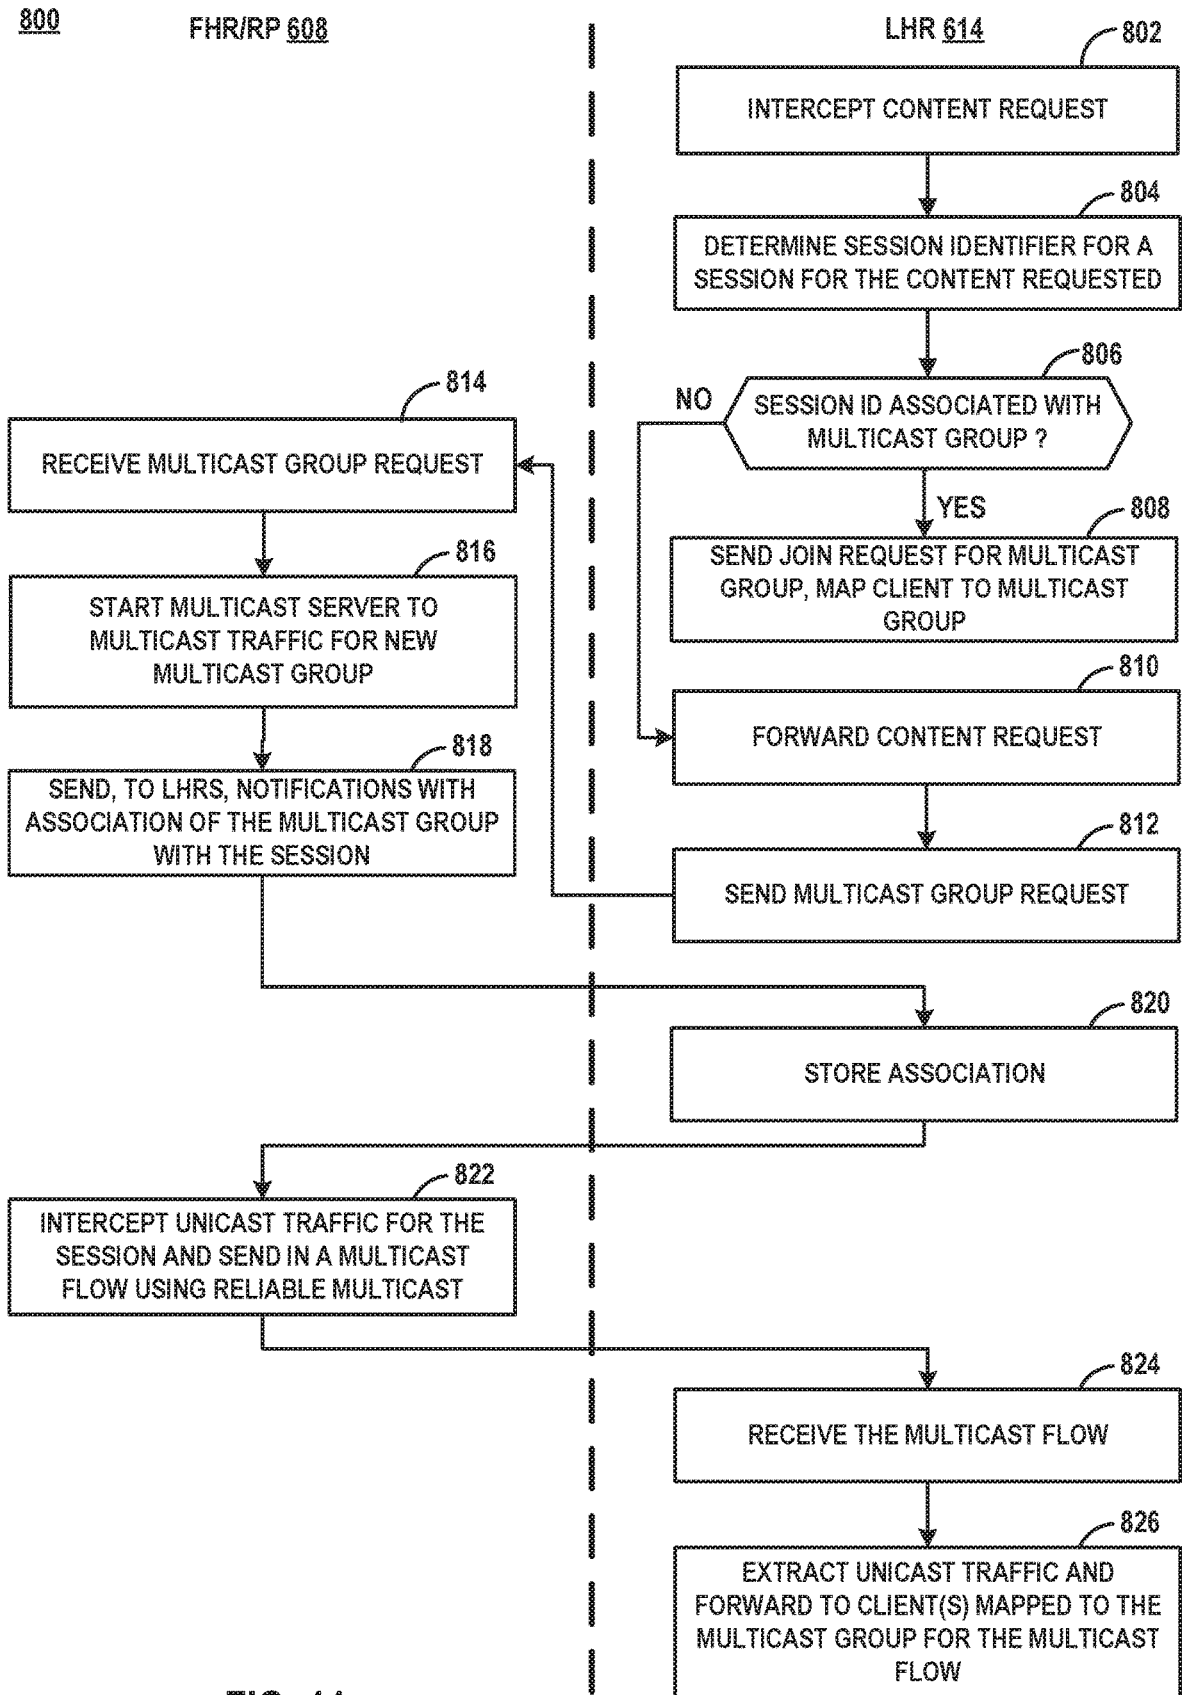 800
FHR/RP 608
LHR 614
802
INTERCEPT CONTENT REQUEST
804
DETERMINE SESSION IDENTIFIER FOR A
SESSION FOR THE CONTENT REQUESTED
806
NO
SESSION ID ASSOCIATED WITH
MULTICAST GROUP ?
YES
808
SEND JOIN REQUEST FOR MULTICAST
GROUP, MAP CLIENT TO MULTICAST
GROUP
810
FORWARD CONTENT REQUEST
812
SEND MULTICAST GROUP REQUEST
814
RECEIVE MULTICAST GROUP REQUEST
816
START MULTICAST SERVER TO
MULTICAST TRAFFIC FOR NEW
MULTICAST GROUP
818
SEND, TO LHRS, NOTIFICATIONS WITH
ASSOCIATION OF THE MULTICAST GROUP
WITH THE SESSION
820
STORE ASSOCIATION
822
INTERCEPT UNICAST TRAFFIC FOR THE
SESSION AND SEND IN A MULTICAST
FLOW USING RELIABLE MULTICAST
824
RECEIVE THE MULTICAST FLOW
826
EXTRACT UNICAST TRAFFIC AND
FORWARD TO CLIENT(S) MAPPED TO THE
MULTICAST GROUP FOR THE MULTICAST
FLOW